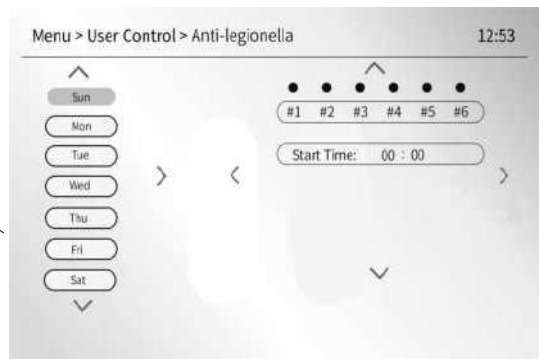 Menu > User Control > Anti-legionella 12:53
Sun
Mon
Tue
Wed
Thu
Fri
Sat
#1 #2 #3 #4 #5 #6
Start Time: 00 : 00